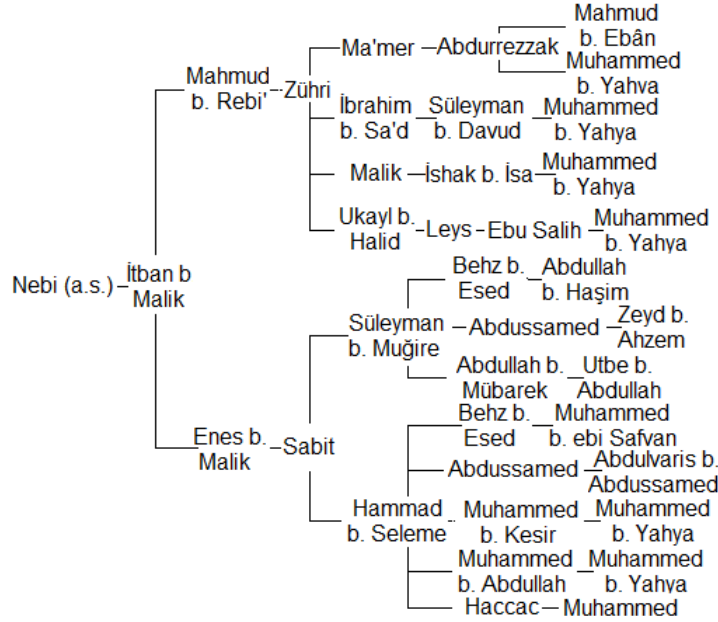 Mahmud
b. Ebân
Ma'mer
Abdurrezzak
Muhammed
b. Yahva
Mahmud
b. Rebi'
Zühri
İbrahim
b. Sa'd
Süleyman
b. Davud
Muhammed
b. Yahya
Malik
İshak b. İsa
Muhammed
b. Yahya
Ukayl b.
Halid
Leys
Ebu Salih
Muhammed
b. Yahya
Nebi (a.s.)
İtban b
Malik
Behz b.
Esed
Abdullah
b. Haşim
Süleyman
b. Muğire
Abdussamed
Zeyd b.
Ahzem
Abdullah b.
Mübarek
Utbe b.
Abdullah
Enes b.
Malik
Sabit
Behz b.
Esed
Muhammed
b. ebi Safvan
Abdussamed
Abdulvaris b.
Abdussamed
Hammad
b. Seleme
Muhammed
b. Kesir
Muhammed
b. Yahya
Muhammed
b. Abdullah
Muhammed
b. Yahya
Haccac
Muhammed